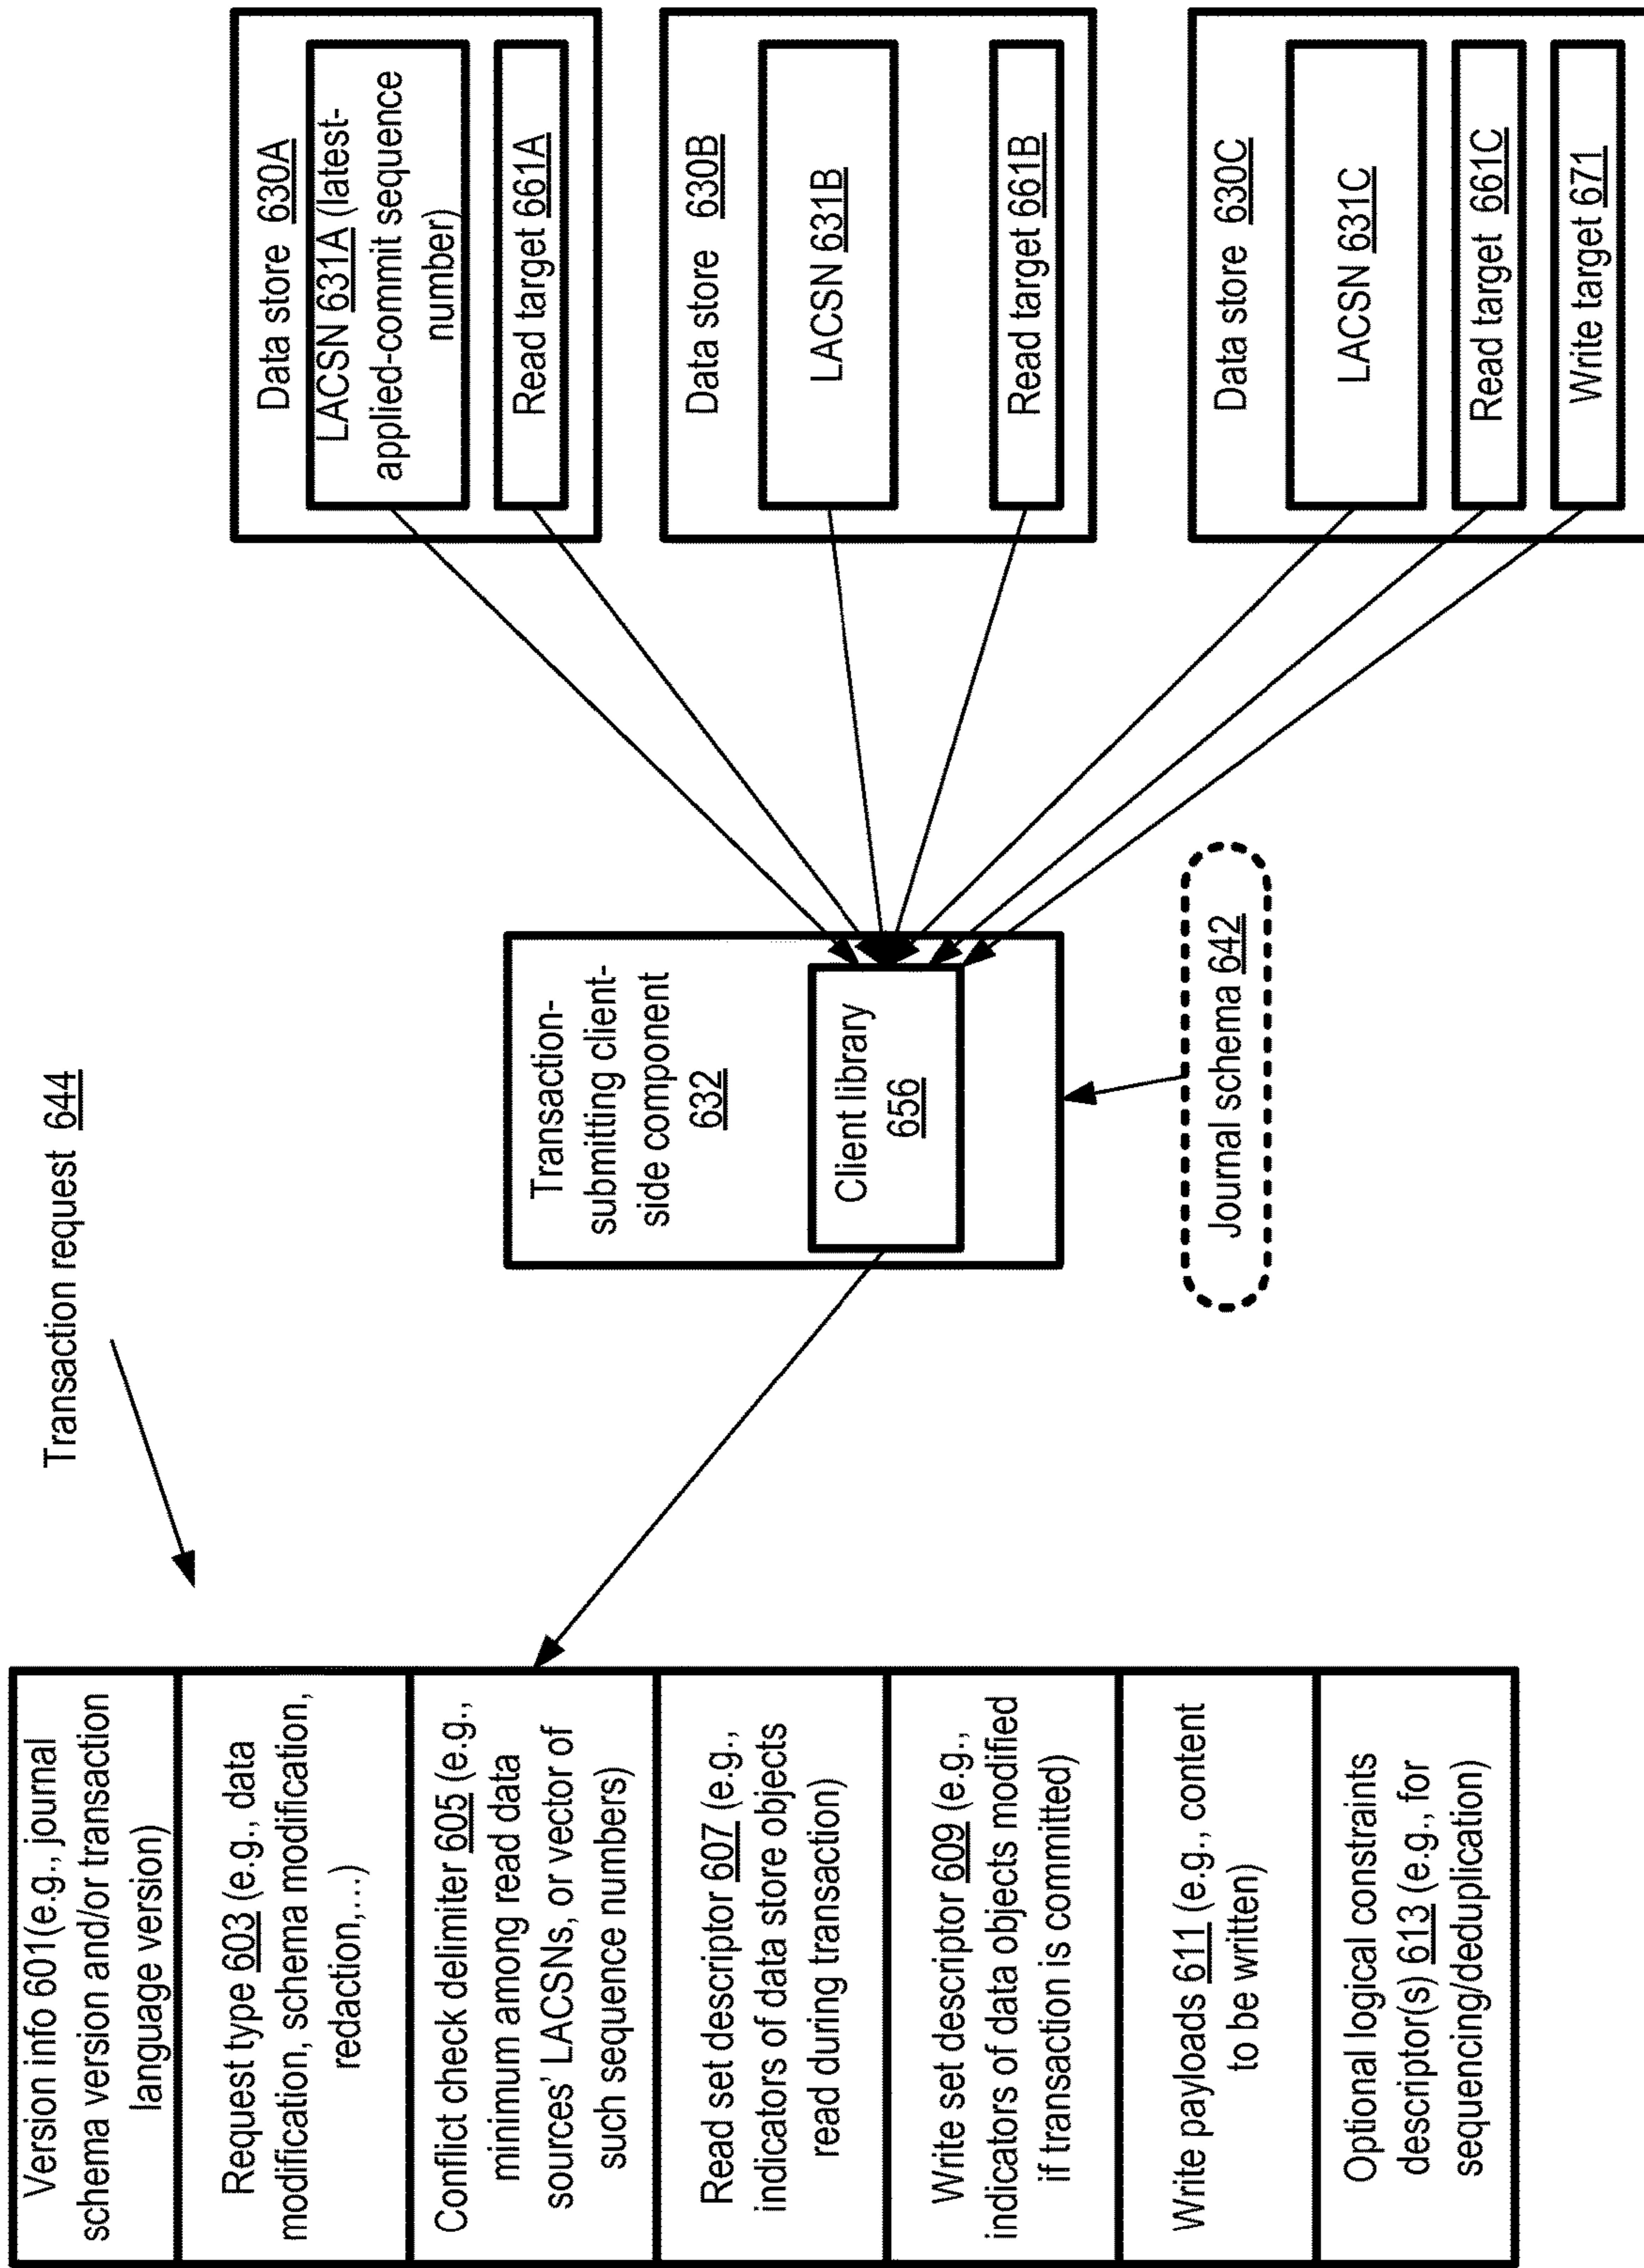 Transaction request 644
Version info 601(e.g., journal
schema version and/or transaction
language version)
Request type 603 (e.g., data
modification, schema modification,
redaction,...)
Conflict check delimiter 605 (e.g.,
minimum among read data
sources' LACSNs, or vector of
such sequence numbers)
Read set descriptor 607 (e.g.,
indicators of data store objects
read during transaction)
Write set descriptor 609 (e.g.,
indicators of data objects modified
if transaction is committed)
Write payloads 611 (e.g., content
to be written)
Optional logical constraints
descriptor(s) 613 (e.g., for
sequencing/deduplication)
Transaction-
submitting client-
side component
632
Client library
656
Journal schema 642
Data store 630A
LACSN 631A (latest-
applied-commit sequence
number)
Read target 661A
Data store 630B
LACSN 631B
Read target 661B
Data store 630C
LACSN 631C
Read target 661C
Write target 671